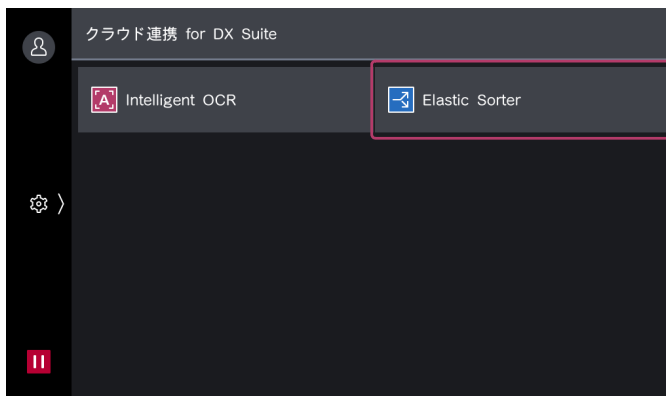 クラウド連携 for DX Suite
Intelligent OCR
Elastic Sorter